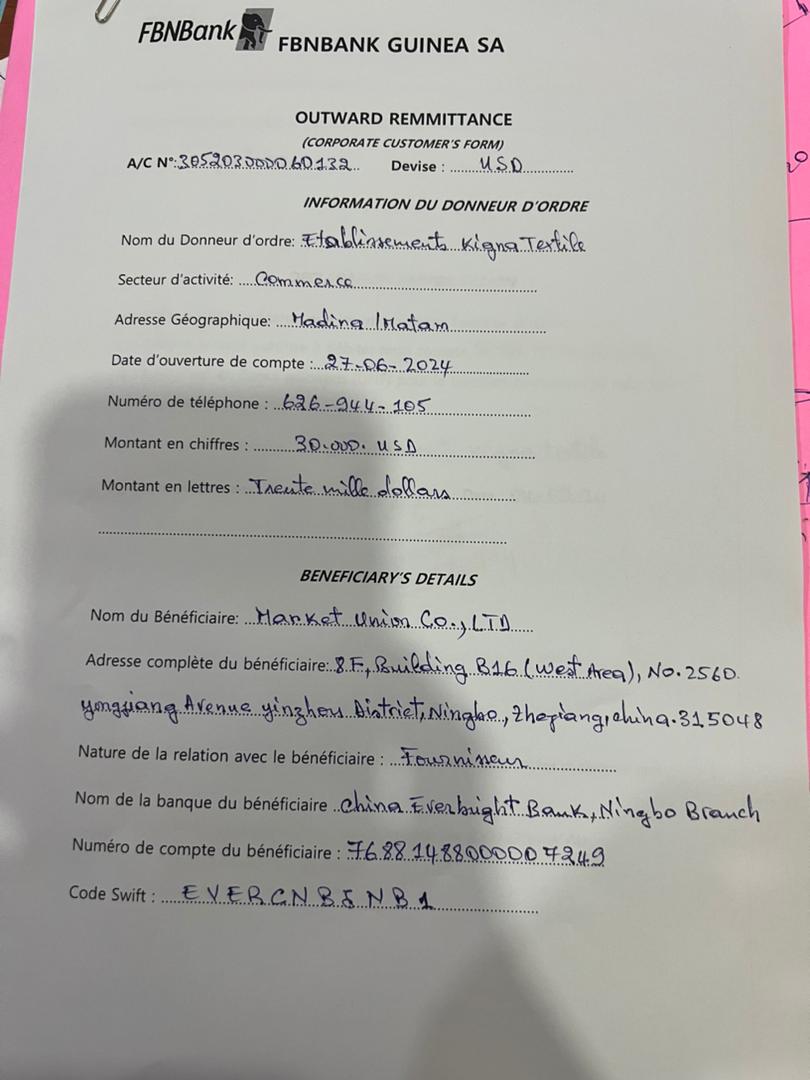 FBNBank
FBNBANK GUINEA SA
OUTWARD REMMITTANCE
(CORPORATE CUSTOMER'S FORM)
A/C N°: 305203000060132 Devise : USD
INFORMATION DU DONNEUR D'ORDRE
Nom du Donneur d'ordre: Etablissements Kigna Textile
Secteur d'activité: Commerce
Adresse Géographique: Madina /Matam
Date d'ouverture de compte : 27-06-2024
Numéro de téléphone : 626-944-105
Montant en chiffres : 30.000. USD
Montant en lettres : Trente mille dollars
BENEFICIARY'S DETAILS
Nom du Bénéficiaire: Market Union Co., LTD
Adresse complète du bénéficiaire: 8.F, Building B16 (West Area), No.2560.
Yongjiang Avenue yinzhou District, Ningbo, Zhejiang, china.315048
Nature de la relation avec le bénéficiaire : Fournisseur
Nom de la banque du bénéficiaire China Everbright Bank, Ningbo Branch
Numéro de compte du bénéficiaire : 76881488000007249
Code Swift : EVERCNBJNB1